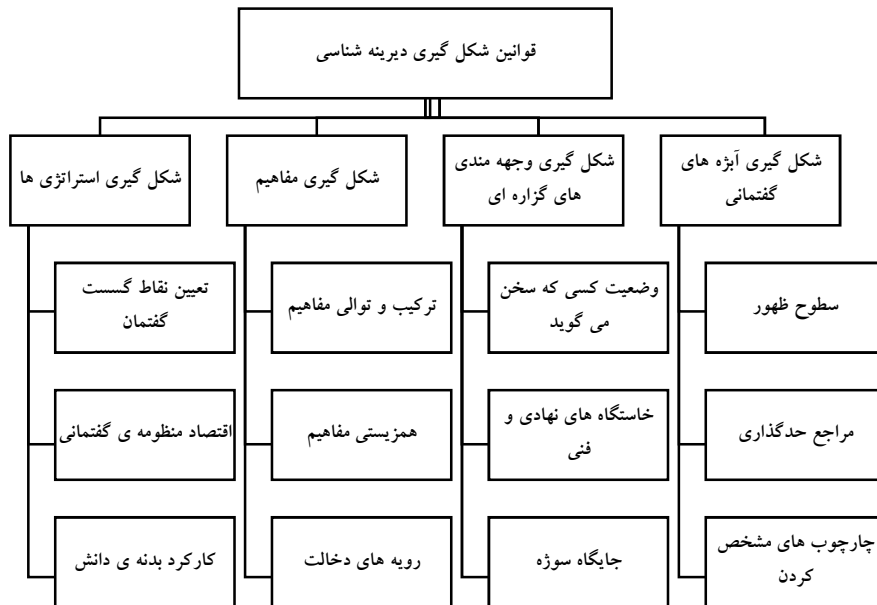 قوانین شکل گیری دیرینه شناسی
شکل گیری آبژه های
گفتمانی
سطوح ظهور
مراجع حدگذاری
چارچوب های مشخص
کردن
شکل گیری وجهه مندی
های گزاره ای
وضعیت کسی که سخن
می گوید
خاستگاه های نهادی و
فنی
جایگاه سوژه
شکل گیری مفاهیم
ترکیب و توالی مفاهیم
همزیستی مفاهیم
رویه های دخالت
شکل گیری استراتژی ها
تعیین نقاط گسست
گفتمان
اقتصاد منظومه ی گفتمانی
کارکرد بدنه ی دانش